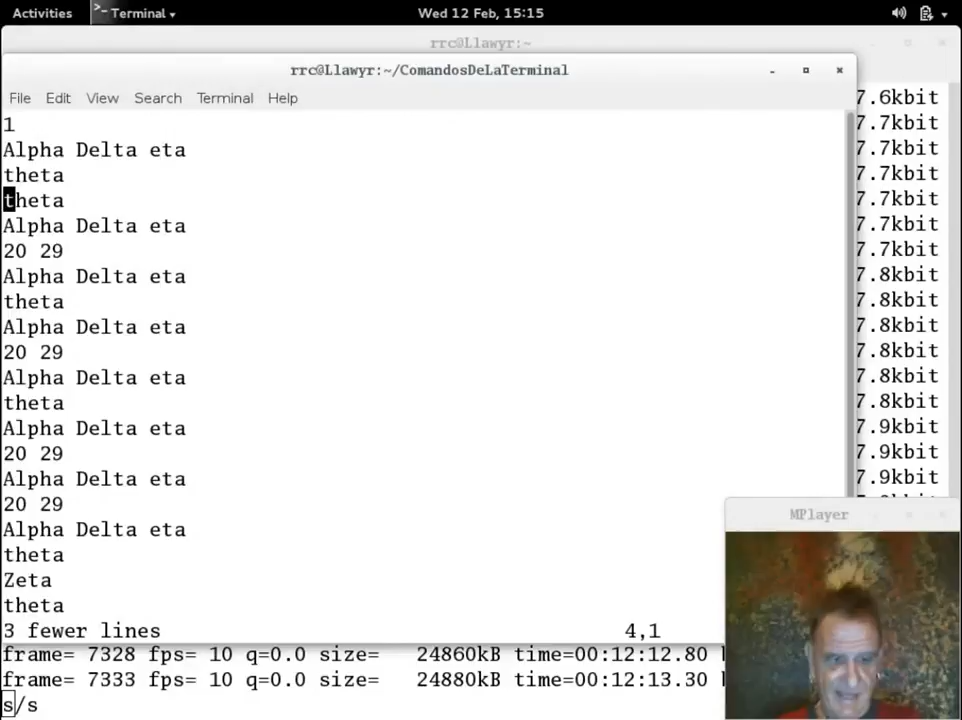 Activities Terminal Wed 12 Feb, 15:15
rrc@Llawyr:~
rrc@Llawyr:~/ComandosDeLaTerminal
File Edit View Search Terminal Help
7.6kbit
1
7.7kbit
Alpha Delta eta
7.7kbit
theta
7.7kbit
theta
7.7kbit
Alpha Delta eta
7.7kbit
20 29
7.7kbit
Alpha Delta eta
7.8kbit
theta
7.8kbit
Alpha Delta eta
7.8kbit
20 29
7.8kbit
Alpha Delta eta
7.8kbit
theta
7.9kbit
Alpha Delta eta
7.9kbit
20 29
7.9kbit
Alpha Delta eta
20 29
MPlayer
Alpha Delta eta
theta
Zeta
theta
3 fewer lines 4,1
frame= 7328 fps= 10 q=0.0 size= 24860kB time=00:12:12.80
frame= 7333 fps= 10 q=0.0 size= 24880kB time=00:12:13.30
s/s